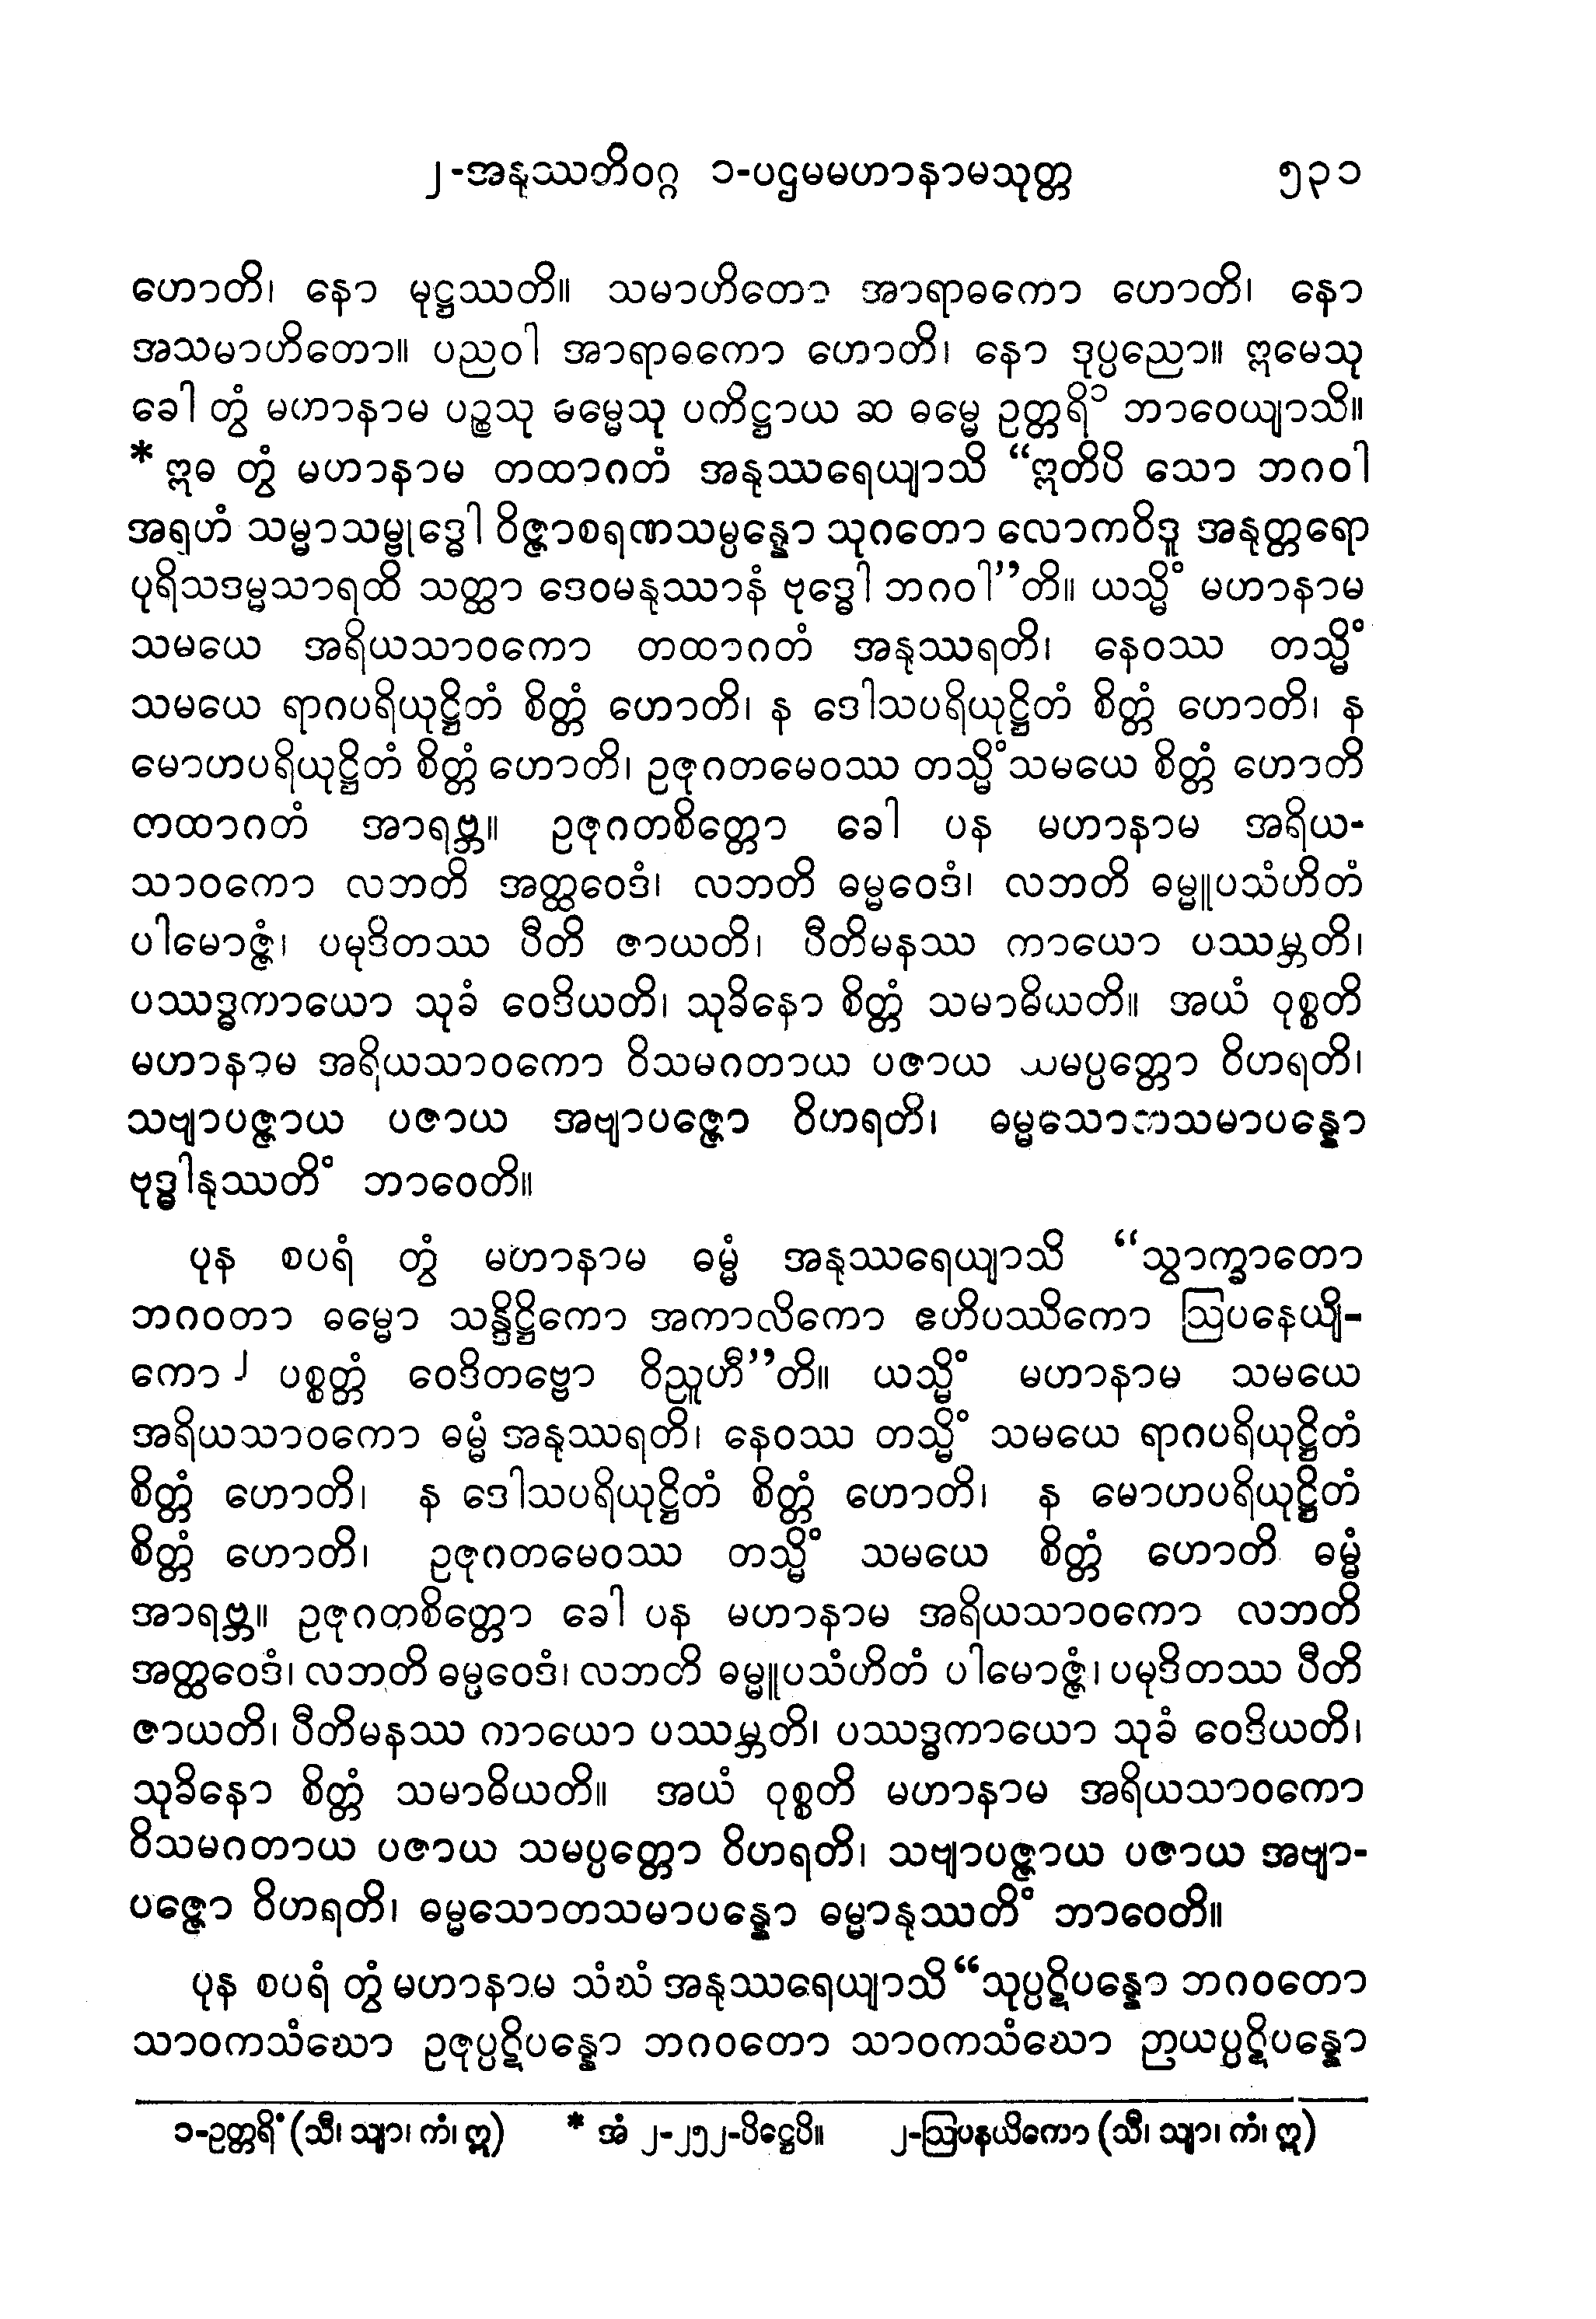 ၂-အနုဿတိဝဂ္ဂ ၁-ပဌမမဟာနာမသုတ္တ ၅၃၁
ဟောတိ၊ နော မုဋ္ဌဿတိ။ သမာဟိတော အာရာဓကော ဟောတိ၊ နော
အသမာဟိတော။ ပညဝါ အာရာဓကော ဟောတိ၊ နော ဒုပ္ပညော။ ဣမေသု
ခေါ တွံ မဟာနာမ ပဉ္စသု ဓမ္မေသု ပတိဋ္ဌာယ ဆ ဓမ္မေ ဥတ္တရိ ၁ ဘာဝေယျာသိ။
* ဣဓ တွံ မဟာနာမ တထာဂတံ အနုဿရေယျာသိ “ဣတိပိ သော ဘဂဝါ
အရဟံ သမ္မာသမ္ဗုဒ္ဓေါ ဝိဇ္ဇာစရဏသမ္ပန္နော သုဂတော လောကဝိဒူ အနုတ္တရော
ပုရိသဒမ္မသာရထိ သတ္ထာ ဒေဝမနုဿာနံ ဗုဒ္ဓေါ ဘဂဝါ”တိ။ ယသ္မိံ မဟာနာမ
သမယေ အရိယသာဝကော တထာဂတံ အနုဿရတိ၊ နေဝဿ တသ္မိံ
သမယေ ရာဂပရိယုဋ္ဌိတံ စိတ္တံ ဟောတိ၊ န ဒေါသပရိယုဋ္ဌိတံ စိတ္တံ ဟောတိ၊ န
မောဟပရိယုဋ္ဌိတံ စိတ္တံ ဟောတိ၊ ဥဇုဂတမေဝဿ တသ္မိံ သမယေ စိတ္တံ ဟောတိ
တထာဂတံ အာရဗ္ဘ။ ဥဇုဂတစိတ္တော ခေါ ပန မဟာနာမ အရိယ-
သာဝကော လဘတိ အတ္ထဝေဒံ၊ လဘတိ ဓမ္မဝေဒံ၊ လဘတိ ဓမ္မူပသံဟိတံ
ပါမောဇ္ဇံ၊ ပမုဒိတဿ ပီတိ ဇာယတိ၊ ပီတိမနဿ ကာယော ပဿမ္ဘတိ၊
ပဿဒ္ဓကာယော သုခံ ဝေဒိယတိ၊ သုခိနော စိတ္တံ သမာဓိယတိ။ အယံ ဝုစ္စတိ
မဟာနာမ အရိယသာဝကော ဝိသမဂတာယ ပဇာယ သမပ္ပတ္တော ဝိဟရတိ၊
သဗျာပဇ္ဇာယ ပဇာယ အဗျာပဇ္ဇော ဝိဟရတိ၊ ဓမ္မသောတသမာပန္နော
ဗုဒ္ဓါနုဿတိံ ဘာဝေတိ။
ပုန စပရံ တွံ မဟာနာမ ဓမ္မံ အနုဿရေယျာသိ “သွာက္ခာတော
ဘဂဝတာ ဓမ္မော သန္ဒိဋ္ဌိကော အကာလိကော ဧဟိပဿိကော ဩပနေယျိ-
ကော ၂ ပစ္စတ္တံ ဝေဒိတဗ္ဗော ဝိညူဟီ”တိ။ ယသ္မိံ မဟာနာမ သမယေ
အရိယသာဝကော ဓမ္မံ အနုဿရတိ၊ နေဝဿ တသ္မိံ သမယေ ရာဂပရိယုဋ္ဌိတံ
စိတ္တံ ဟောတိ၊ န ဒေါသပရိယုဋ္ဌိတံ စိတ္တံ ဟောတိ၊ န မောဟပရိယုဋ္ဌိတံ
စိတ္တံ ဟောတိ၊ ဥဇုဂတမေဝဿ တသ္မိံ သမယေ စိတ္တံ ဟောတိ ဓမ္မံ
အာရဗ္ဘ။ ဥဇုဂတစိတ္တော ခေါ ပန မဟာနာမ အရိယသာဝကော လဘတိ
အတ္ထဝေဒံ၊ လဘတိ ဓမ္မဝေဒံ၊ လဘတိ ဓမ္မူပသံဟိတံ ပါမောဇ္ဇံ၊ ပမုဒိတဿ ပီတိ
ဇာယတိ၊ ပီတိမနဿ ကာယော ပဿမ္ဘတိ၊ ပဿဒ္ဓကာယော သုခံ ဝေဒိယတိ၊
သုခိနော စိတ္တံ သမာဓိယတိ။ အယံ ဝုစ္စတိ မဟာနာမ အရိယသာဝကော
ဝိသမဂတာယ ပဇာယ သမပ္ပတ္တော ဝိဟရတိ၊ သဗျာပဇ္ဇာယ ပဇာယ အဗျာ-
ပဇ္ဇော ဝိဟရတိ၊ ဓမ္မသောတသမာပန္နော ဓမ္မာနုဿတိံ ဘာဝေတိ။
ပုန စပရံ တွံ မဟာနာမ သံဃံ အနုဿရေယျာသိ “သုပ္ပဋိပန္နော ဘဂဝတော
သာဝကသံဃော ဥဇုပ္ပဋိပန္နော ဘဂဝတော သာဝကသံဃော ဉာယပ္ပဋိပန္နော
၁-ဥတ္တရိံ (သီ၊ သျာ၊ ကံ၊ ဣ) * အံ ၂-၂၅၂-ပိဋ္ဌေပိ။ ၂-ဩပနယိကော (သီ၊ သျာ၊ ကံ၊ ဣ)